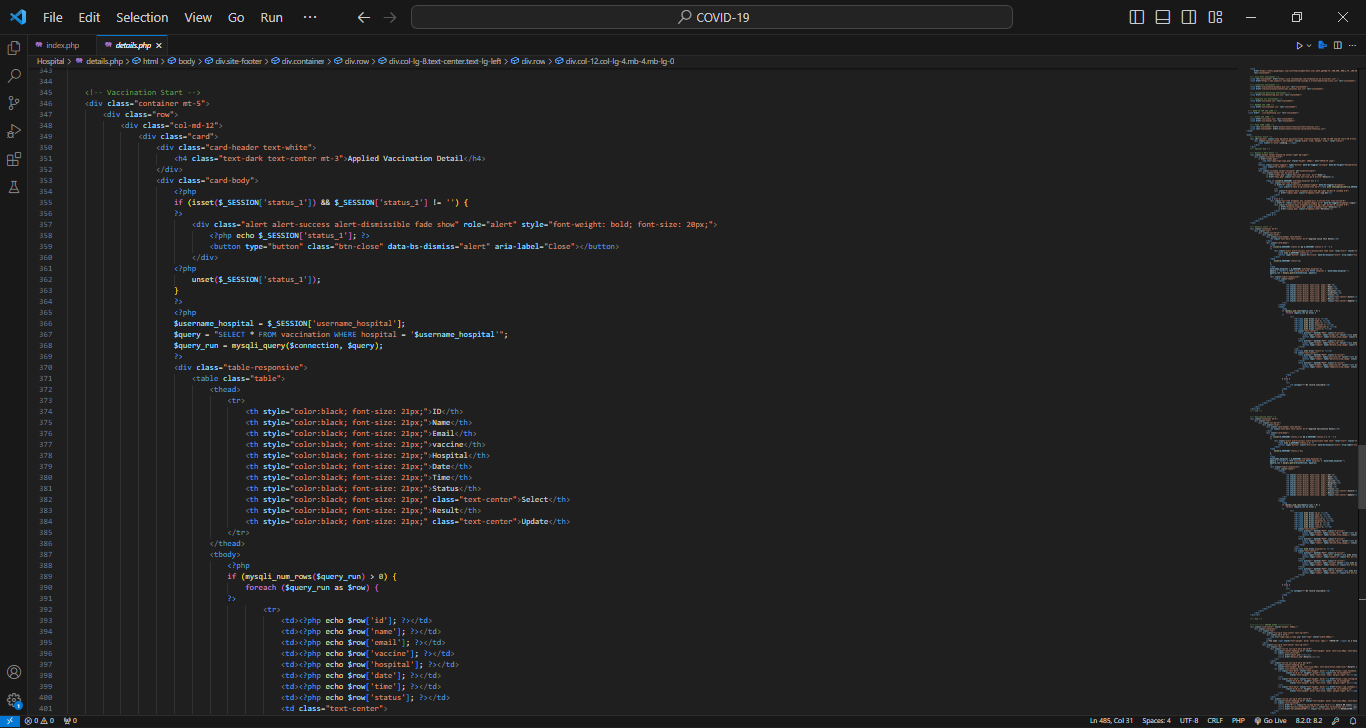 File Edit Selection View Go Run ··· COVID-19
index.php details.php
Hospital > details.php > html > body > div.site-footer > div.container > div.row > div.col-lg-8.text-center.text-lg-left > div.row > div.col-12.col-lg-4.mb-4.mb-lg-0
343
344
345 <!-- Vaccination Start -->
346 <div class="container mt-5">
347 <div class="row">
348 <div class="col-md-12">
349 <div class="card">
350 <div class="card-header text-white">
351 <h4 class="text-dark text-center mt-3">Applied Vaccination Detail</h4>
352 </div>
353 <div class="card-body">
354 <?php
355 if (isset($_SESSION['status_1']) && $_SESSION['status_1'] != '') {
356 ?>
357 <div class="alert alert-success alert-dismissible fade show" role="alert" style="font-weight: bold; font-size: 20px;">
358 <?php echo $_SESSION['status_1']; ?>
359 <button type="button" class="btn-close" data-bs-dismiss="alert" aria-label="Close"></button>
360 </div>
361 <?php
362 unset($_SESSION['status_1']);
363 }
364 ?>
365 <?php
366 $username_hospital = $_SESSION['username_hospital'];
367 $query = "SELECT * FROM vaccination WHERE hospital = '$username_hospital'";
368 $query_run = mysqli_query($connection, $query);
369 ?>
370 <div class="table-responsive">
371 <table class="table">
372 <thead>
373 <tr>
374 <th style="color:black; font-size: 21px;">ID</th>
375 <th style="color:black; font-size: 21px;">Name</th>
376 <th style="color:black; font-size: 21px;">Email</th>
377 <th style="color:black; font-size: 21px;">vaccine</th>
378 <th style="color:black; font-size: 21px;">Hospital</th>
379 <th style="color:black; font-size: 21px;">Date</th>
380 <th style="color:black; font-size: 21px;">Time</th>
381 <th style="color:black; font-size: 21px;">Status</th>
382 <th style="color:black; font-size: 21px;" class="text-center">Select</th>
383 <th style="color:black; font-size: 21px;">Result</th>
384 <th style="color:black; font-size: 21px;" class="text-center">Update</th>
385 </tr>
386 </thead>
387 <tbody>
388 <?php
389 if (mysqli_num_rows($query_run) > 0) {
390 foreach ($query_run as $row) {
391 ?>
392 <tr>
393 <td><?php echo $row['id']; ?></td>
394 <td><?php echo $row['name']; ?></td>
395 <td><?php echo $row['email']; ?></td>
396 <td><?php echo $row['vaccine']; ?></td>
397 <td><?php echo $row['hospital']; ?></td>
398 <td><?php echo $row['date']; ?></td>
399 <td><?php echo $row['time']; ?></td>
400 <td><?php echo $row['status']; ?></td>
401 <td class="text-center">
0 0 0 Ln 485, Col 31 Spaces: 4 UTF-8 CRLF PHP Go Live 8.2.0: 8.2